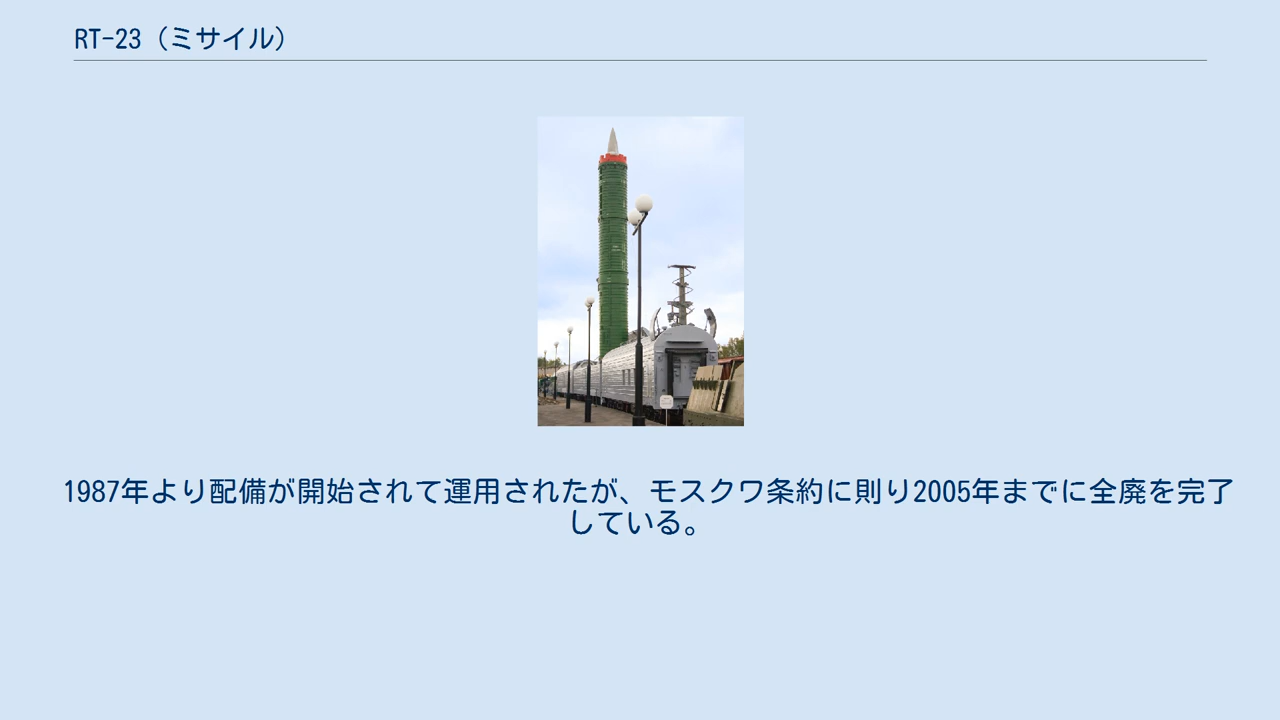 RT-23（ミサイル）
1987年より配備が開始されて運用されたが、モスクワ条約に則り2005年までに全廃を完了
している。